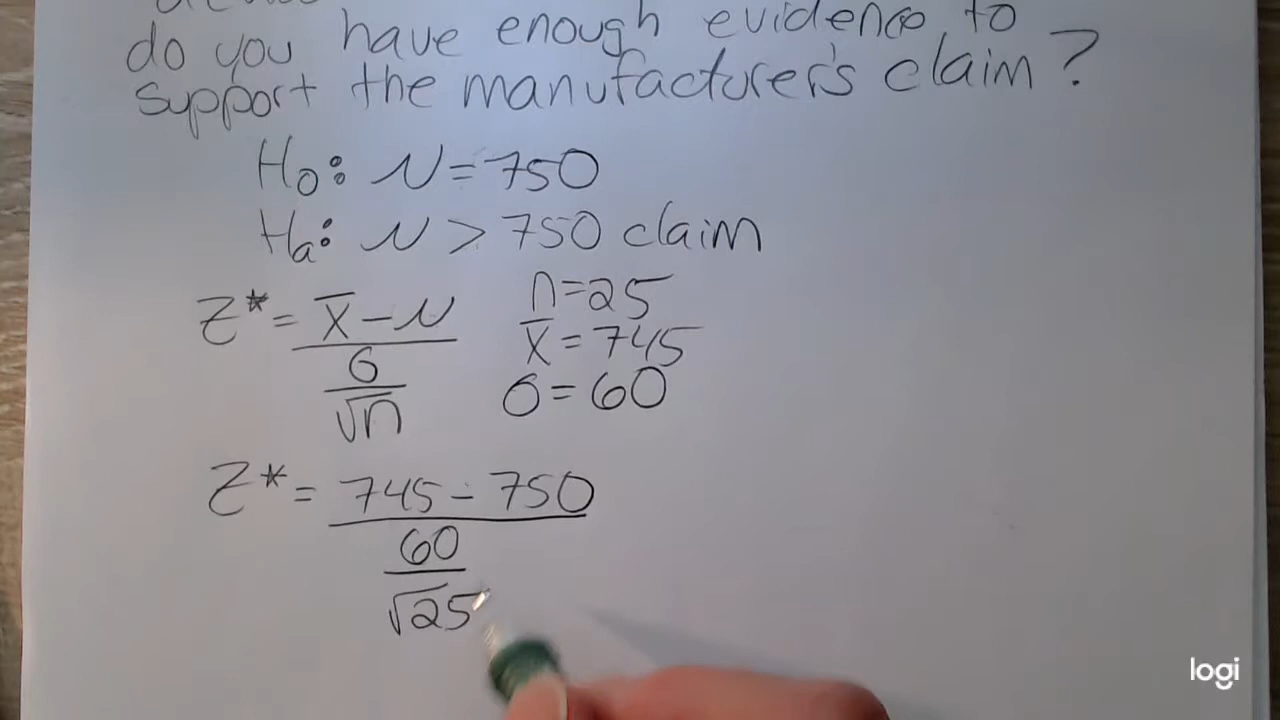 do you have enough evidence to
support the manufacturer's claim?
H₀: μ = 750
Hₐ: μ > 750 claim
Z* = (x̄ - μ) / (σ / √n)
n = 25
x̄ = 745
σ = 60
Z* = (745 - 750) / (60 / √25)
logi